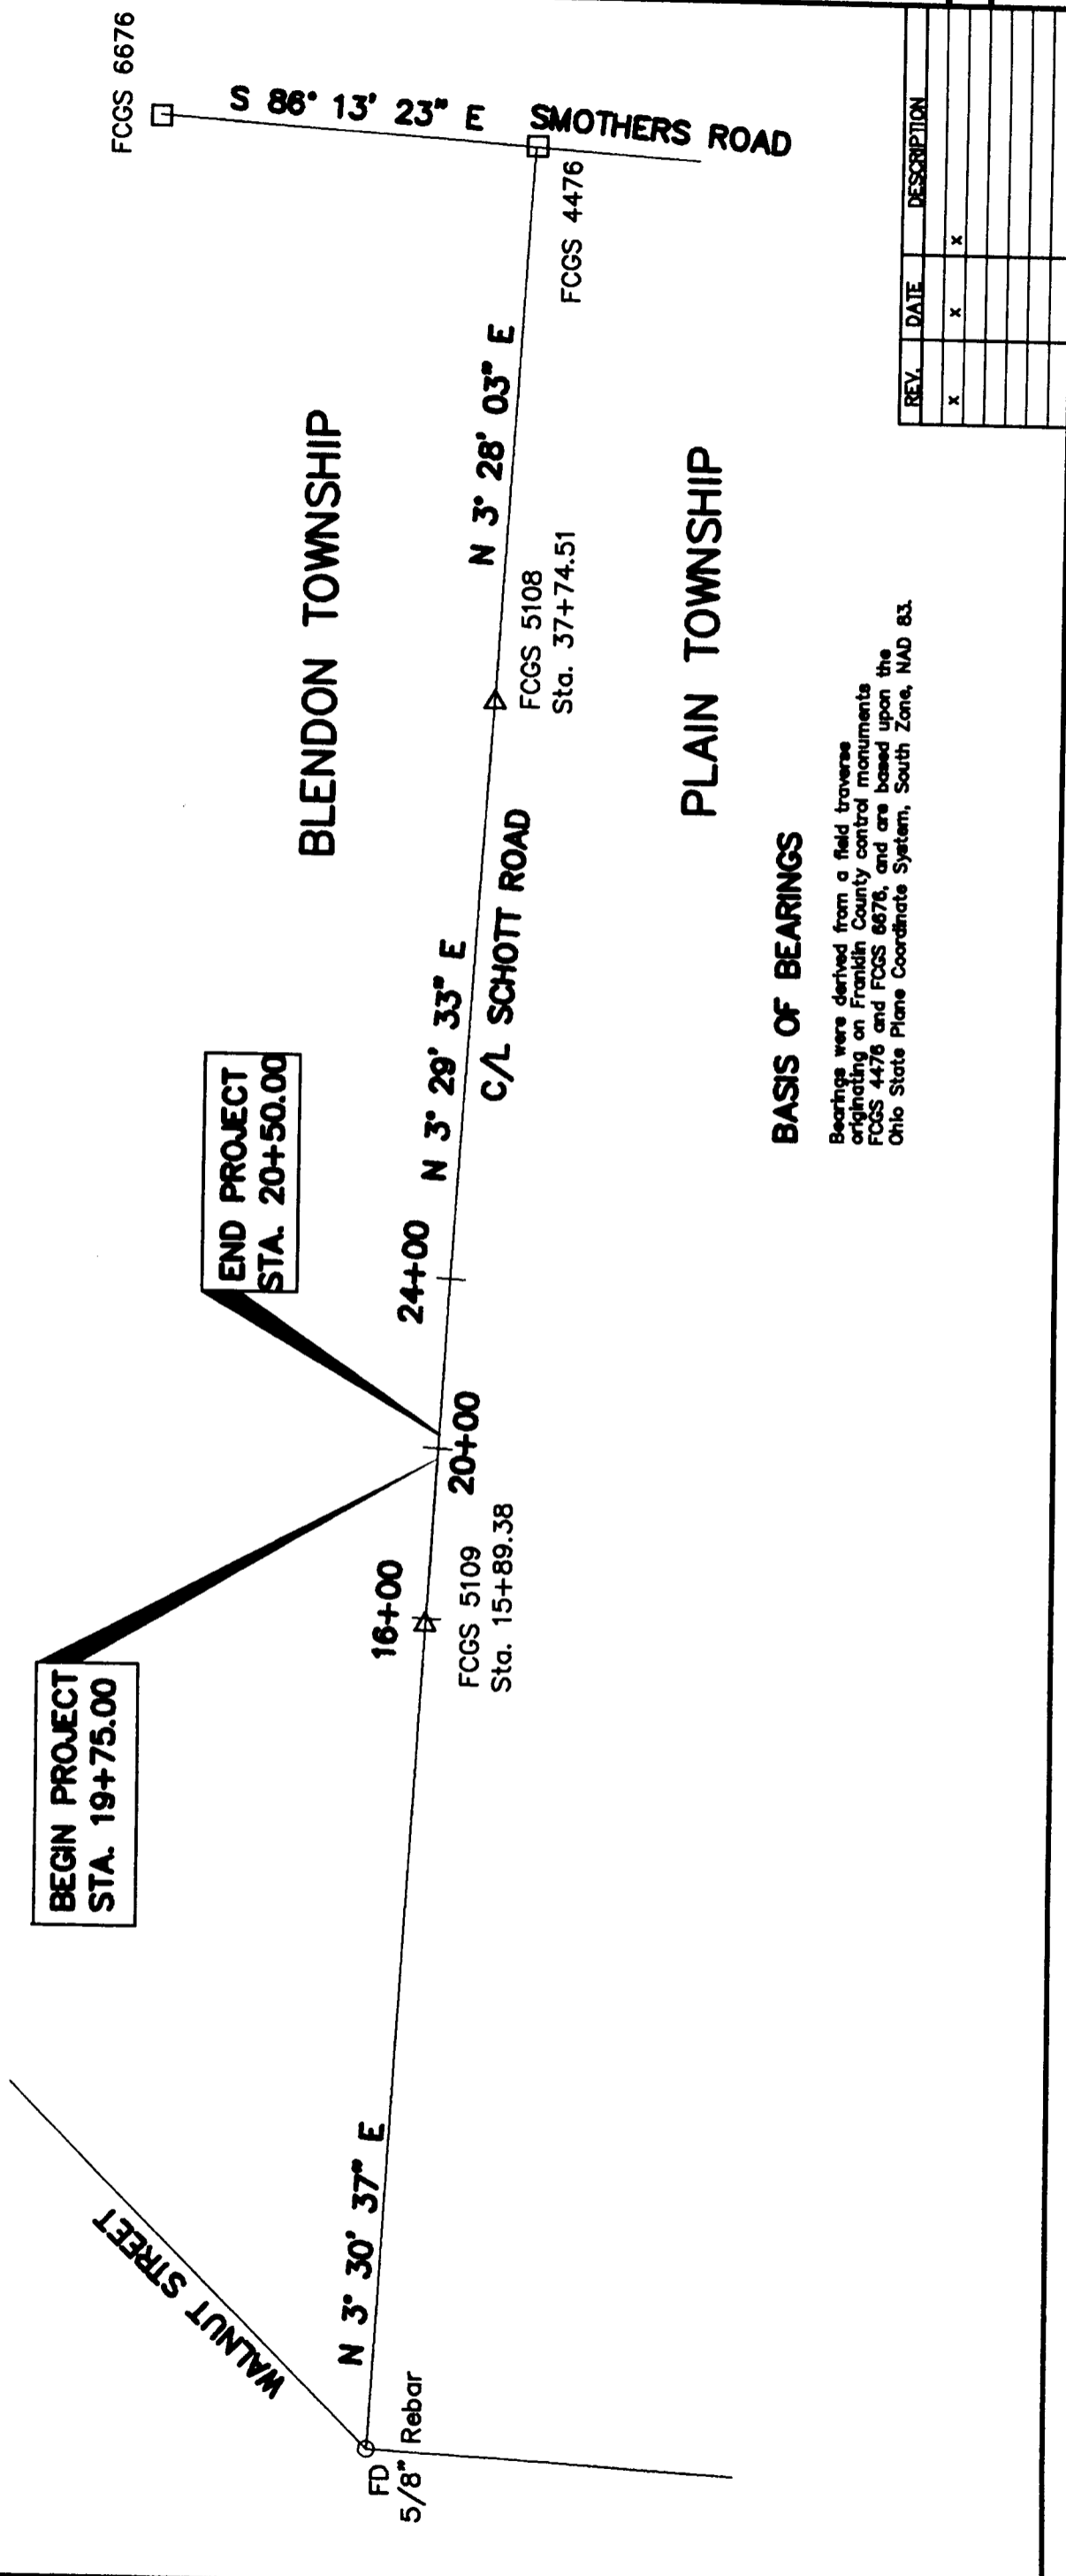 FCGS 6676
S 86° 13' 23" E
SMOTHERS ROAD
FCGS 4476
N 3° 28' 03" E
BLENDON TOWNSHIP
FCGS 5108
Sta. 37+74.51
PLAIN TOWNSHIP
C/L SCHOTT ROAD
N 3° 29' 33" E
END PROJECT
STA. 20+50.00
24+00
20+00
16+00
FCGS 5109
Sta. 15+89.38
BEGIN PROJECT
STA. 19+75.00
WALNUT STREET
N 3° 30' 37" E
FD
5/8" Rebar
BASIS OF BEARINGS
Bearings were derived from a field traverse
originating on Franklin County control monuments
FCGS 4476 and FCGS 6676, and are based upon the
Ohio State Plane Coordinate System, South Zone, NAD 83.
REV. DATE DESCRIPTION
x x x